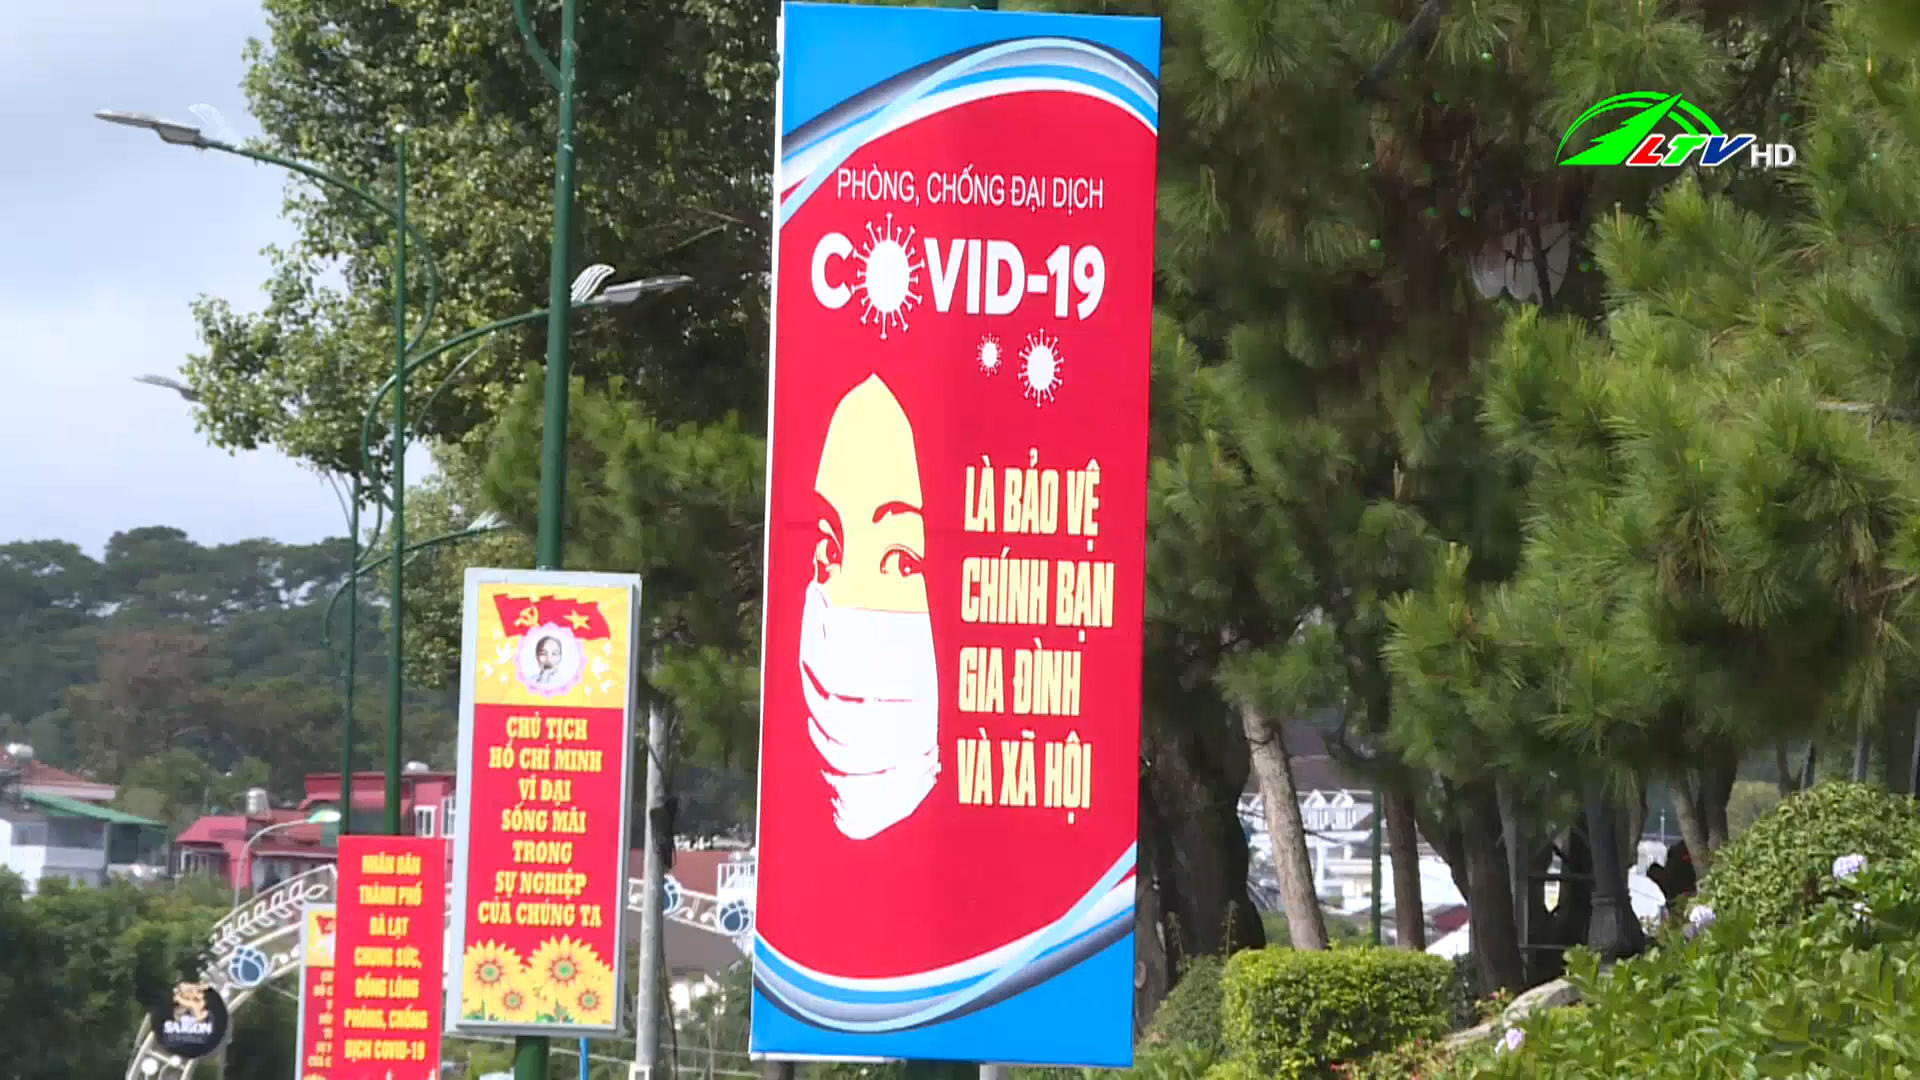 LTV HD
PHÒNG, CHỐNG ĐẠI DỊCH
COVID-19
LÀ BẢO VỆ
CHÍNH BẠN
GIA ĐÌNH
VÀ XÃ HỘI
CHỦ TỊCH
HỒ CHÍ MINH
VĨ ĐẠI
SỐNG MÃI
TRONG
SỰ NGHIỆP
CỦA CHÚNG TA
NHÂN DÂN
THÀNH PHỐ
ĐÀ LẠT
CHUNG SỨC,
ĐỒNG LÒNG
PHÒNG, CHỐNG
DỊCH COVID-19
SAIGON